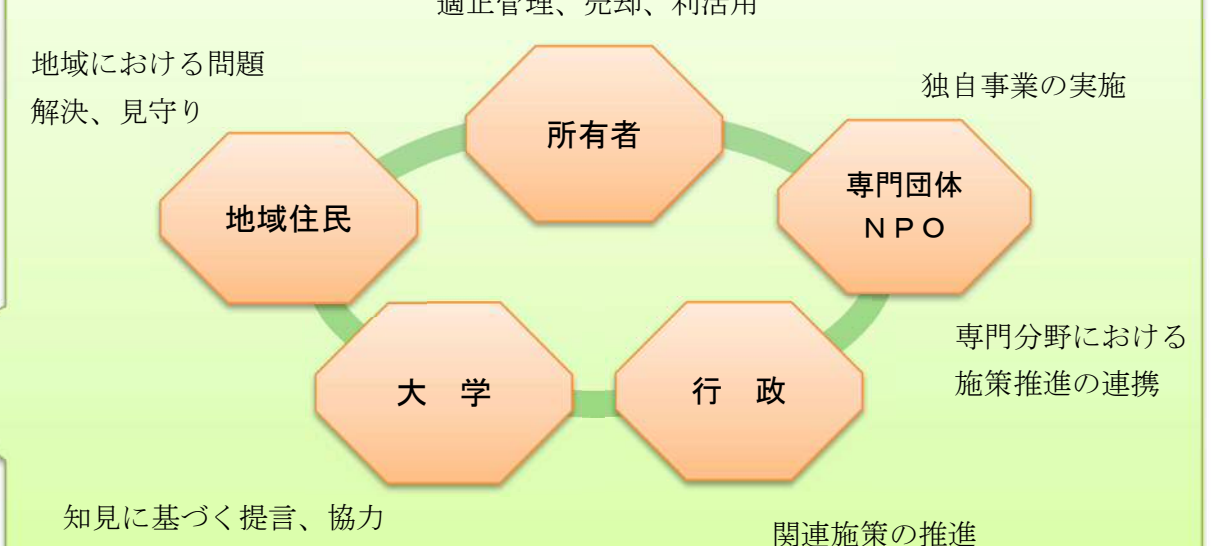 適正管理、売却、利活用
地域における問題
解決、見守り
独自事業の実施
所有者
地域住民
専門団体
ＮＰＯ
専門分野における
施策推進の連携
大　学
行　政
知見に基づく提言、協力
関連施策の推進